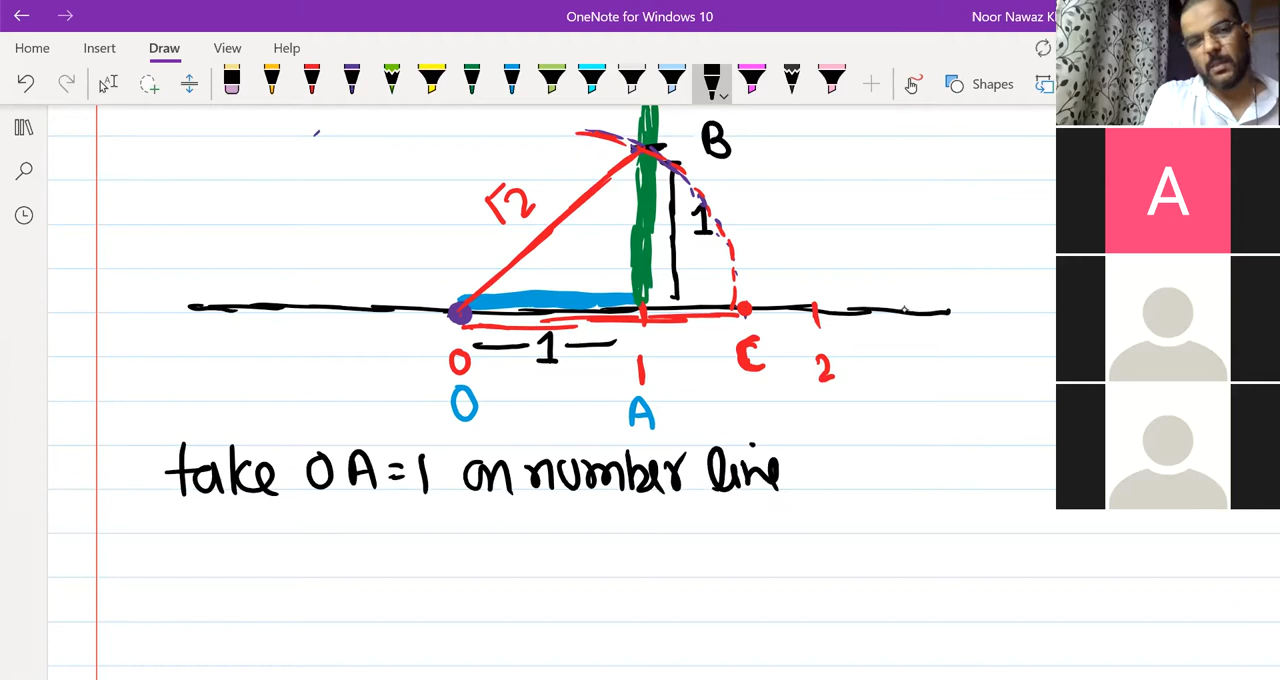 OneNote for Windows 10
Noor Nawaz K
Home Insert Draw View Help
Shapes
B
√2
1
A
1
0 1 C 2
O A
take OA=1 on number line